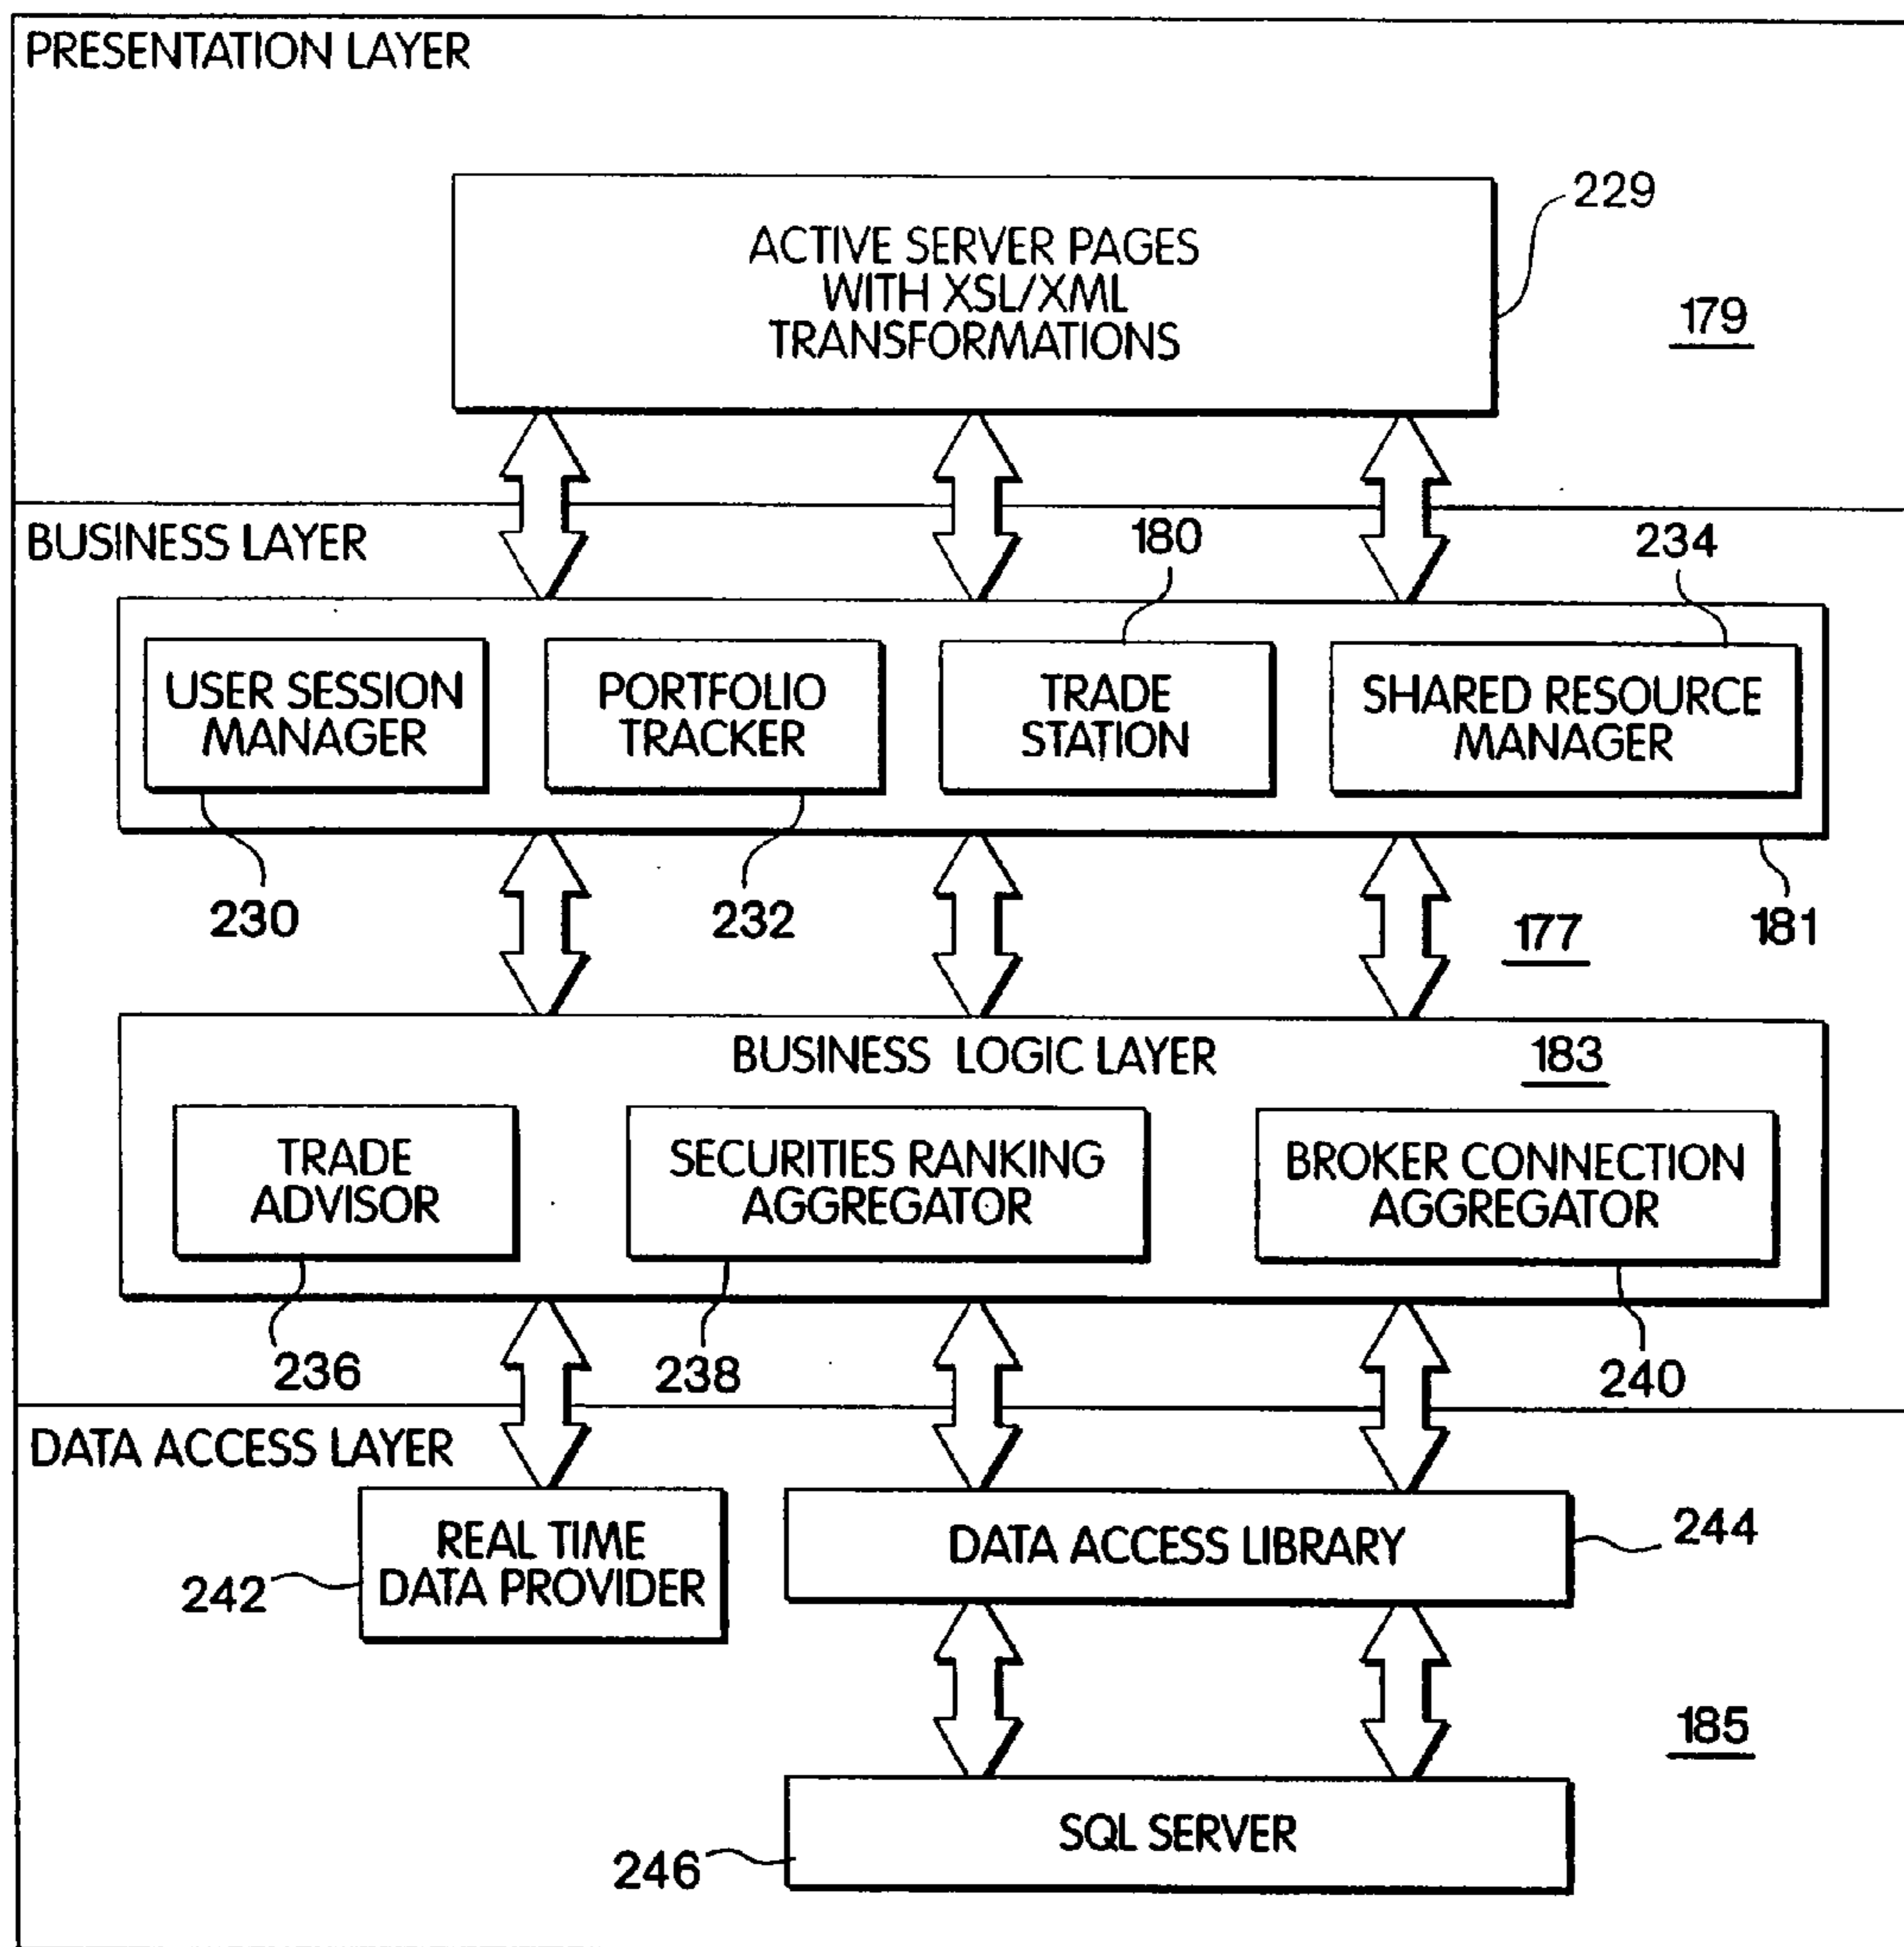 PRESENTATION LAYER
229
ACTIVE SERVER PAGES
WITH XSL/XML
TRANSFORMATIONS
179
BUSINESS LAYER
180
234
USER SESSION
MANAGER
PORTFOLIO
TRACKER
TRADE
STATION
SHARED RESOURCE
MANAGER
230
232
177
181
BUSINESS LOGIC LAYER
183
TRADE
ADVISOR
SECURITIES RANKING
AGGREGATOR
BROKER CONNECTION
AGGREGATOR
236
238
240
DATA ACCESS LAYER
REAL TIME
DATA PROVIDER
242
DATA ACCESS LIBRARY
244
185
SQL SERVER
246